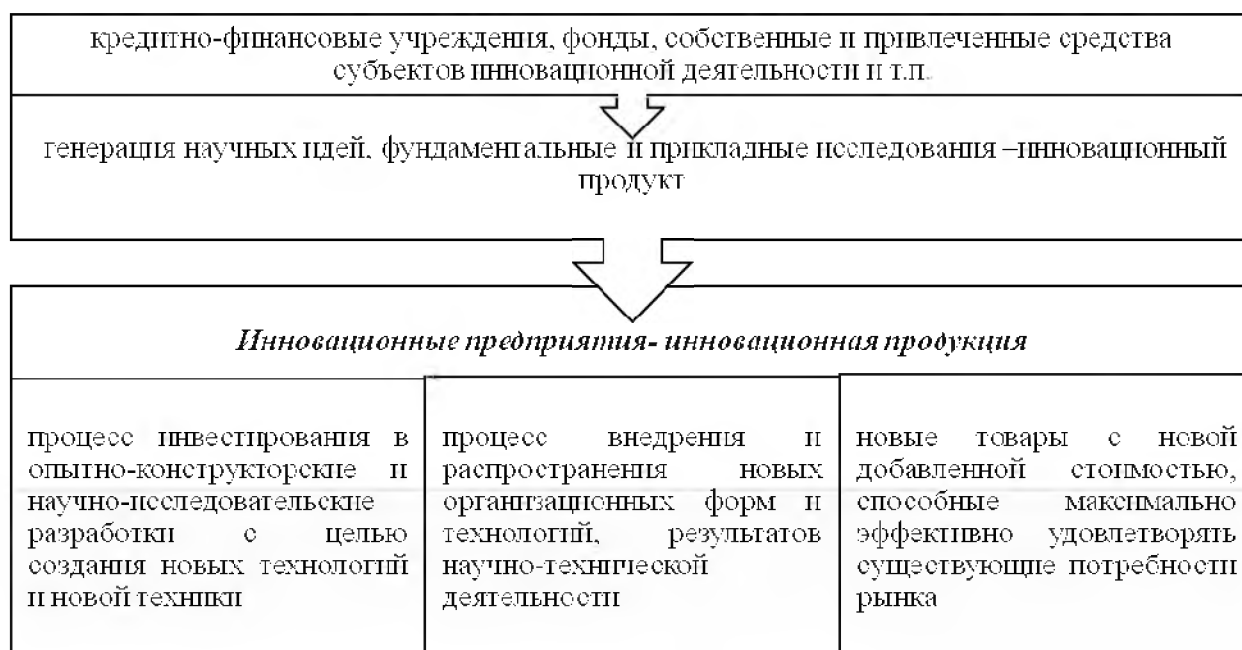 кредитно-финансовые учреждения, фонды, собственные и привлеченные средства
субъектов инновационной деятельности и т.п.
генерация научных идей, фундаментальные и прикладные исследования –инновационный
продукт
Инновационные предприятия- инновационная продукция
процесс инвестирования в
опытно-конструкторские и
научно-исследовательские
разработки с целью
создания новых технологий
и новой техники
процесс внедрения и
распространения новых
организационных форм и
технологий, результатов
научно-технической
деятельности
новые товары с новой
добавленной стоимостью,
способные максимально
эффективно удовлетворять
существующие потребности
рынка